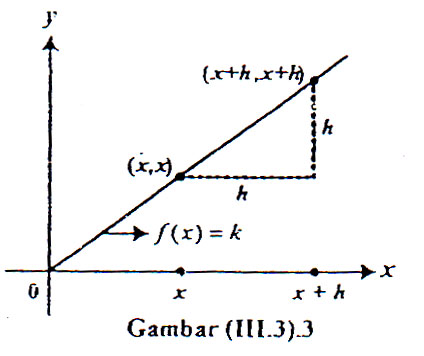 y
(x+h, x+h)
h
(x,x)
h
f(x) = k
x
0
x
x + h
Gambar (III.3).3